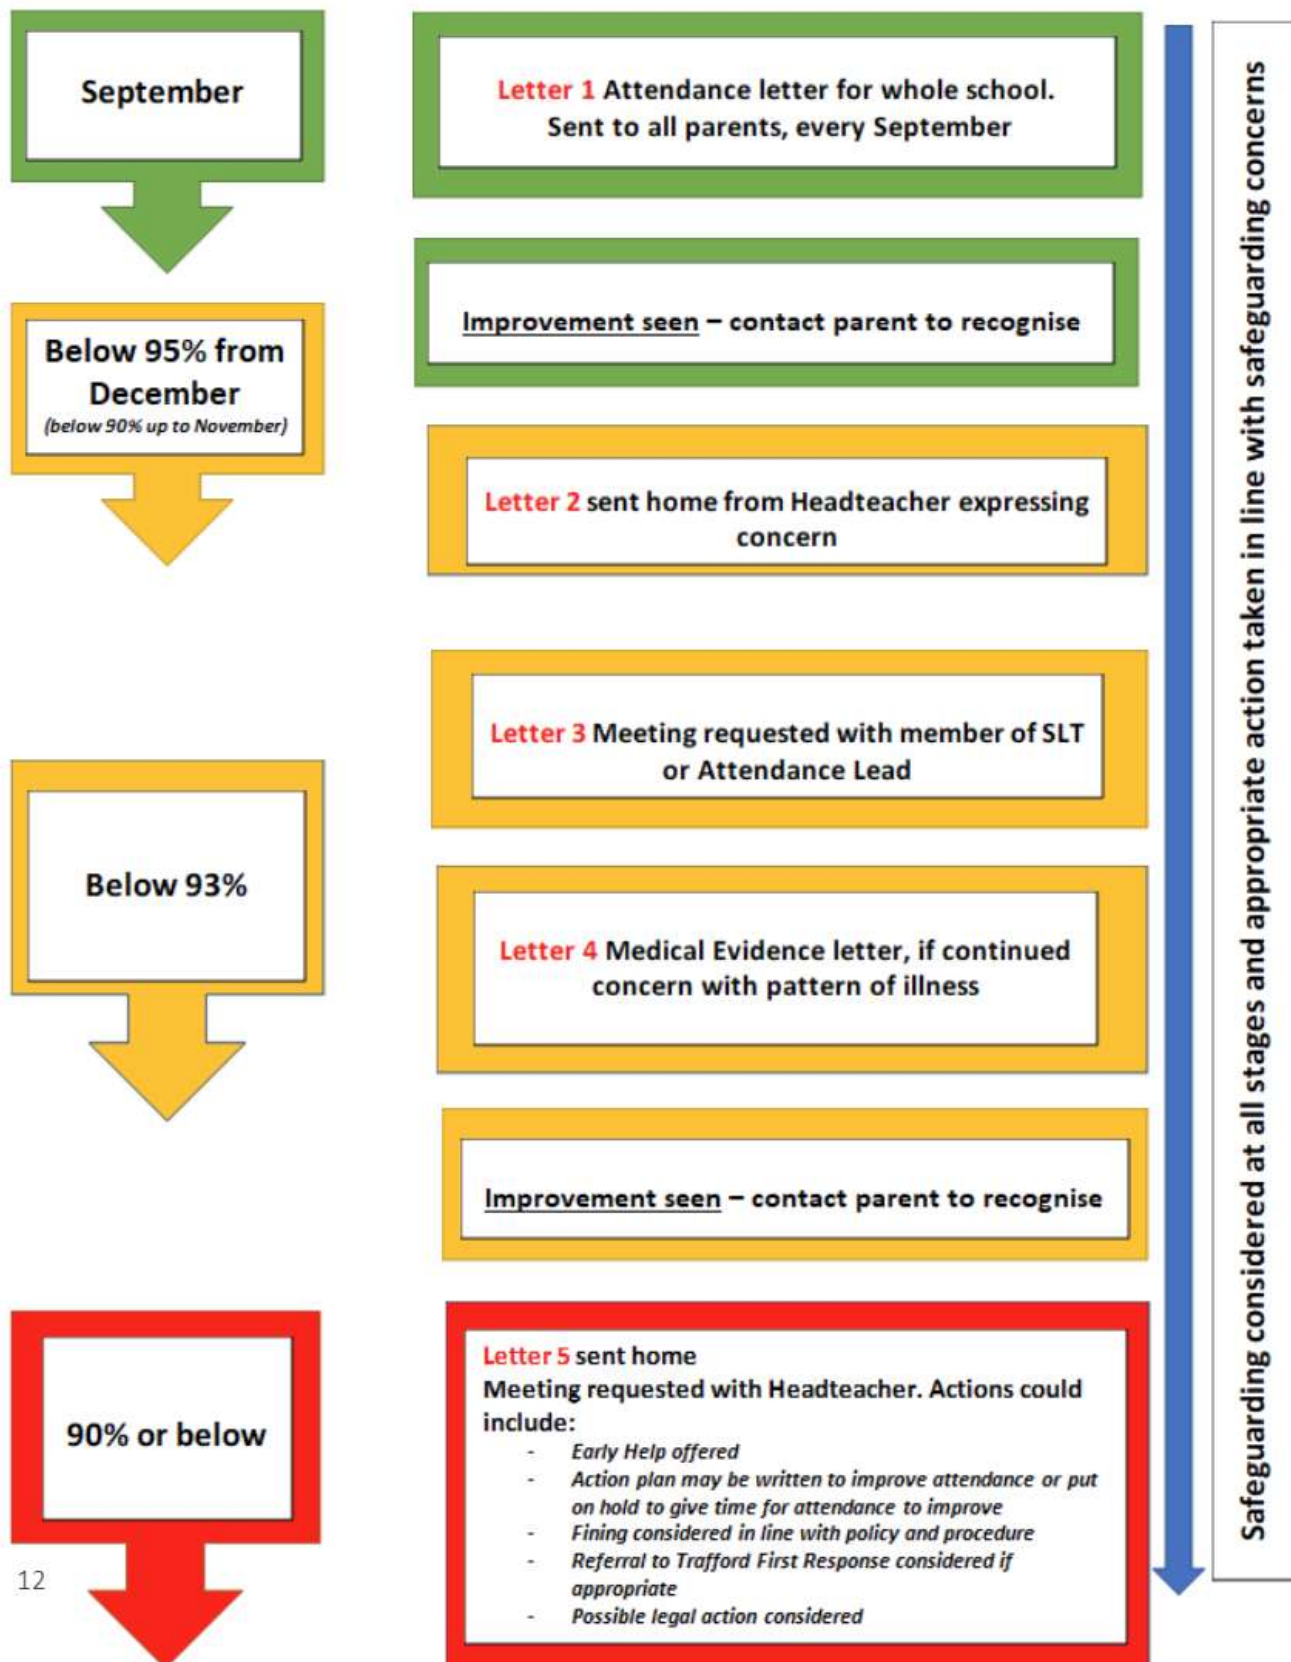 September
Letter 1 Attendance letter for whole school.
Sent to all parents, every September
Improvement seen – contact parent to recognise
Below 95% from
December
(below 90% up to November)
Letter 2 sent home from Headteacher expressing
concern
Letter 3 Meeting requested with member of SLT
or Attendance Lead
Below 93%
Letter 4 Medical Evidence letter, if continued
concern with pattern of illness
Improvement seen – contact parent to recognise
90% or below
Letter 5 sent home
Meeting requested with Headteacher. Actions could
include:
- Early Help offered
- Action plan may be written to improve attendance or put
on hold to give time for attendance to improve
- Fining considered in line with policy and procedure
- Referral to Trafford First Response considered if
appropriate
- Possible legal action considered
Safeguarding considered at all stages and appropriate action taken in line with safeguarding concerns
12